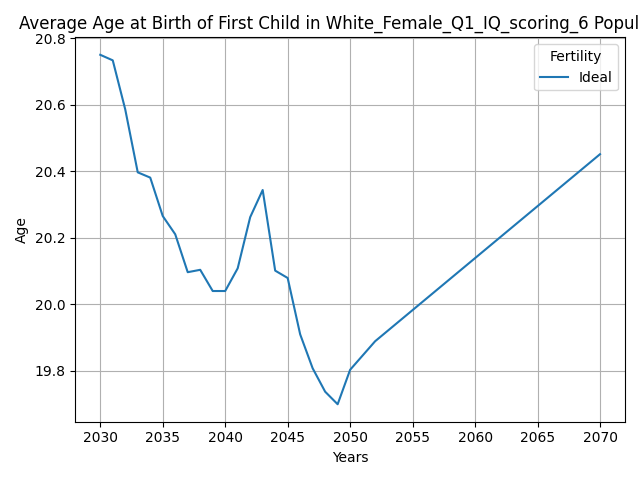 Average Age at Birth of First Child in White_Female_Q1_IQ_scoring_6 Popul
20.8
20.6
20.4
20.2
20.0
19.8
Age
Fertility
Ideal
2030 2035 2040 2045 2050 2055 2060 2065 2070
Years